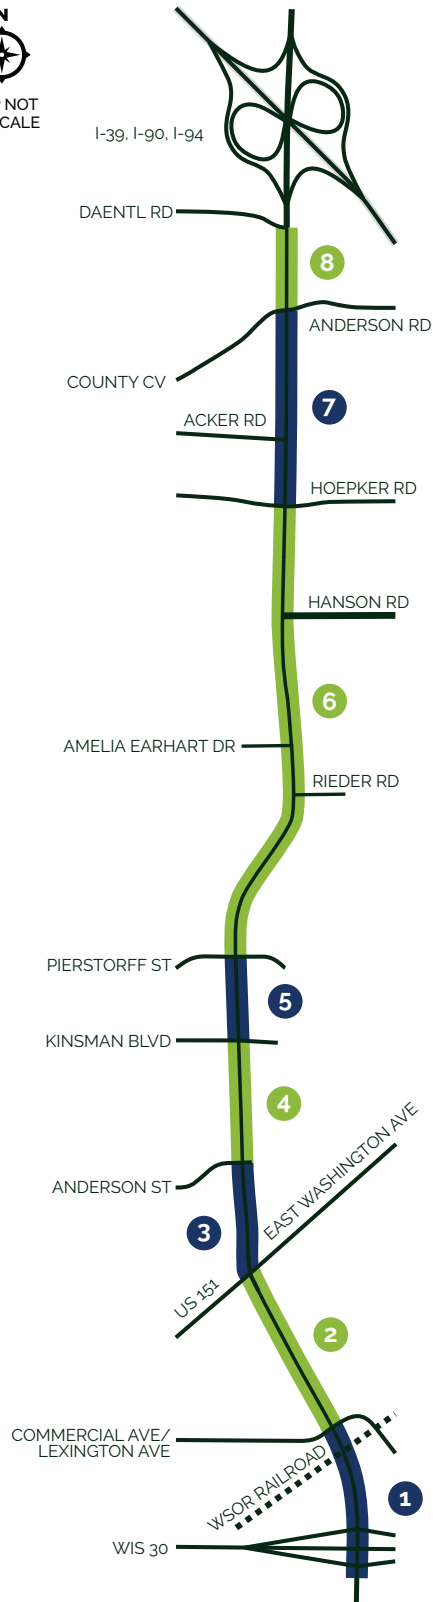 N
NOT
CALE
I-39, I-90, I-94
DAENTL RD
8
ANDERSON RD
COUNTY CV
7
ACKER RD
HOEPKER RD
HANSON RD
6
AMELIA EARHART DR
RIEDER RD
PIERSTORFF ST
5
KINSMAN BLVD
4
EAST WASHINGTON AVE
ANDERSON ST
3
US 151
2
COMMERCIAL AVE/
LEXINGTON AVE
WSOR RAILROAD
1
WIS 30